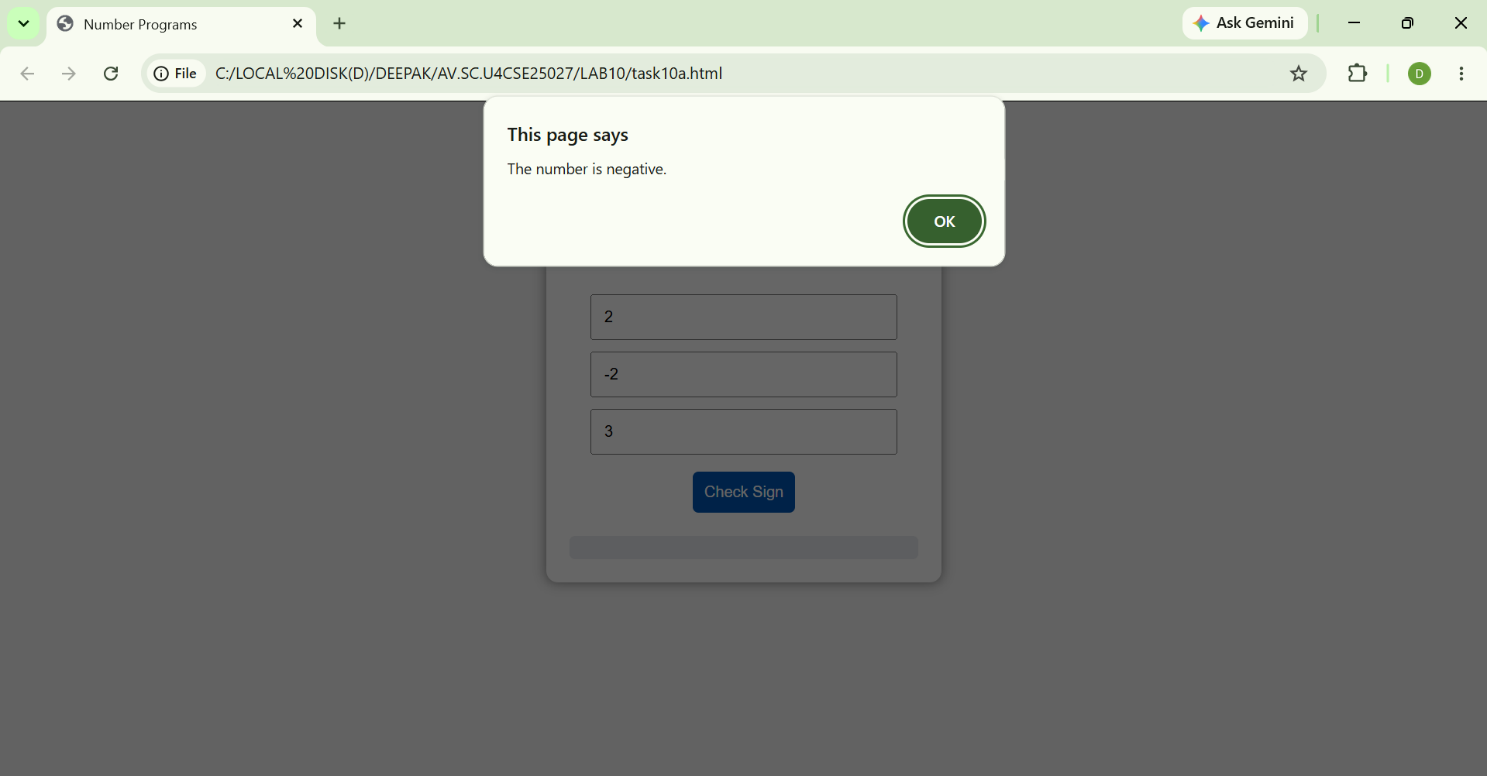 Number Programs
Ask Gemini
File
C:/LOCAL%20DISK(D)/DEEPAK/AV.SC.U4CSE25027/LAB10/task10a.html
D
This page says
The number is negative.
OK
2
-2
3
Check Sign